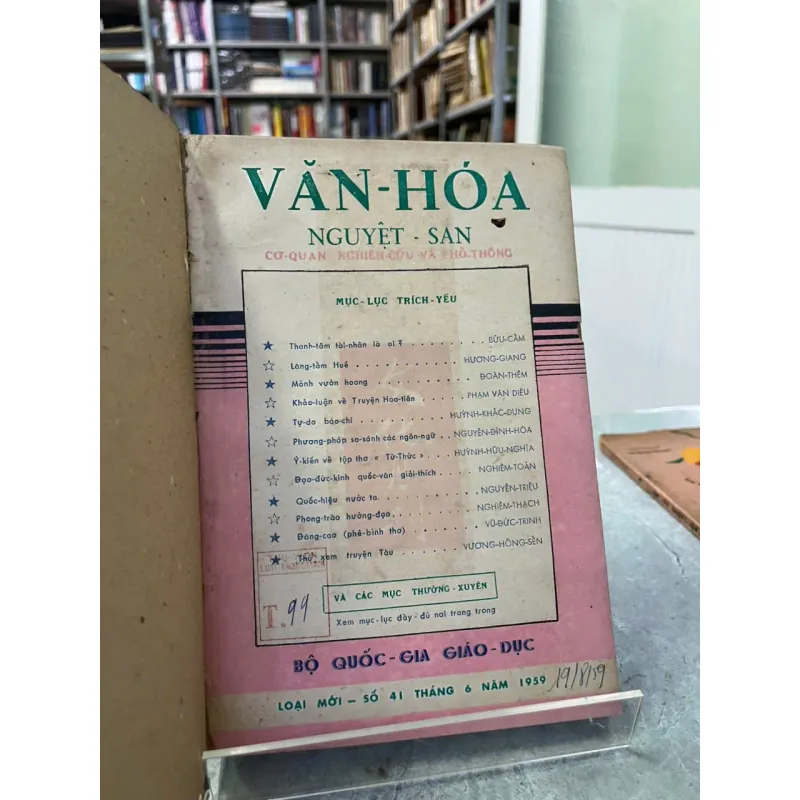 VĂN-HÓA
NGUYỆT - SAN
CƠ-QUAN NGHIÊN-CỨU VÀ PHỔ-THÔNG
MỤC-LỤC TRÍCH-YẾU
★ Thanh-tâm tài-nhân là ai ? . . . . . . . . BỬU-CẦM
☆ Lăng-tẩm Huế . . . . . . . . . . . HƯƠNG-GIANG
★ Mảnh vườn hoang . . . . . . . . . . ĐOÀN-THÊM
☆ Khảo-luận về Truyện Hoa-tiên . . . . . PHẠM VĂN DIÊU
★ Tự-do báo-chí . . . . . . . . . HUỲNH-KHẮC-DỤNG
☆ Phương-pháp so-sánh các ngôn-ngữ . . NGUYỄN-ĐÌNH-HÒA
★ Ý-kiến về tập thơ « Từ-Thức » . . . HUỲNH-HỮU-NGHĨA
☆ Đạo-đức-kinh quốc-văn giải-thích . . . . NGHIÊM-TOẢN
★ Quốc-hiệu nước ta . . . . . . . . . NGUYỄN-TRIỆU
☆ Phong-trào hướng-đạo . . . . . . . . NGHIÊM-THẠCH
★ Đăng-cao (phê-bình thơ) . . . . . . . VŨ-ĐỨC-TRINH
★ Thú xem truyện Tàu . . . . . . VƯƠNG-HỒNG-SỂN
T. 99
VÀ CÁC MỤC THƯỜNG-XUYÊN
Xem mục-lục đầy-đủ nơi trang trong
BỘ QUỐC-GIA GIÁO-DỤC
LOẠI MỚI – SỐ 41 THÁNG 6 NĂM 1959
19/8/59